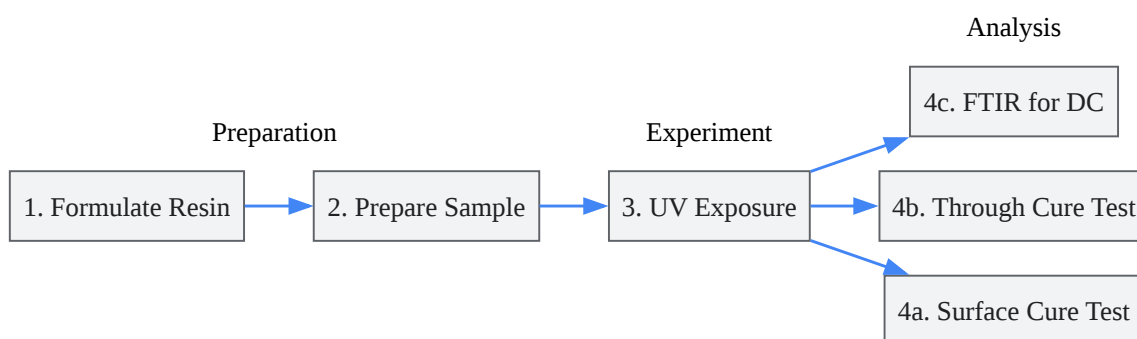 Analysis
4c. FTIR for DC
Preparation
Experiment
1. Formulate Resin
2. Prepare Sample
3. UV Exposure
4b. Through Cure Test
4a. Surface Cure Test